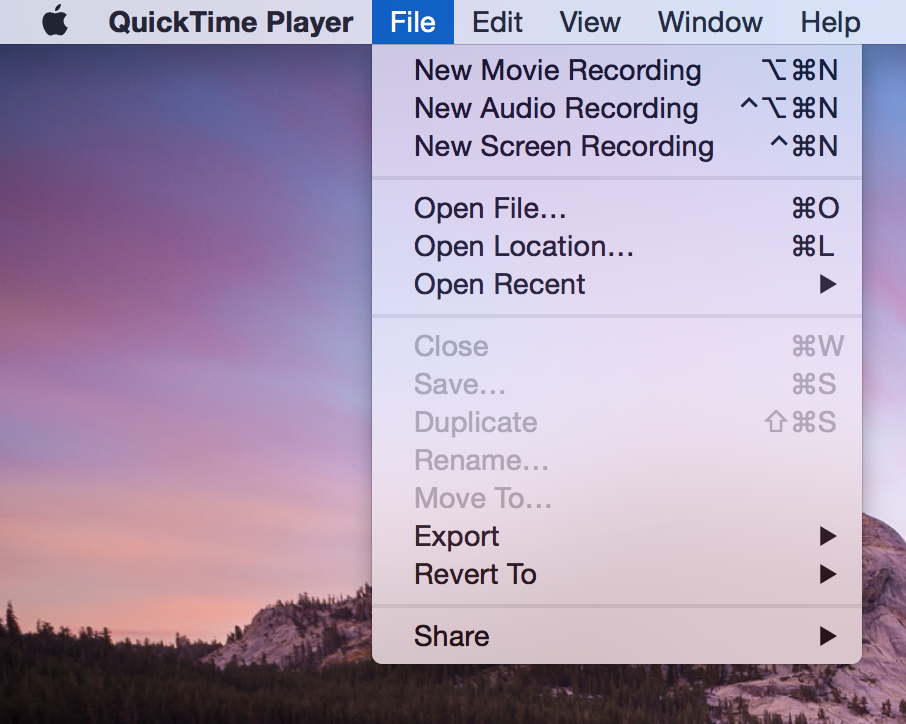 QuickTime Player File Edit View Window Help
New Movie Recording ⌥⌘N
New Audio Recording ^⌥⌘N
New Screen Recording ^⌘N
Open File... ⌘O
Open Location... ⌘L
Open Recent ▶
Close ⌘W
Save... ⌘S
Duplicate ⇧⌘S
Rename...
Move To...
Export ▶
Revert To ▶
Share ▶